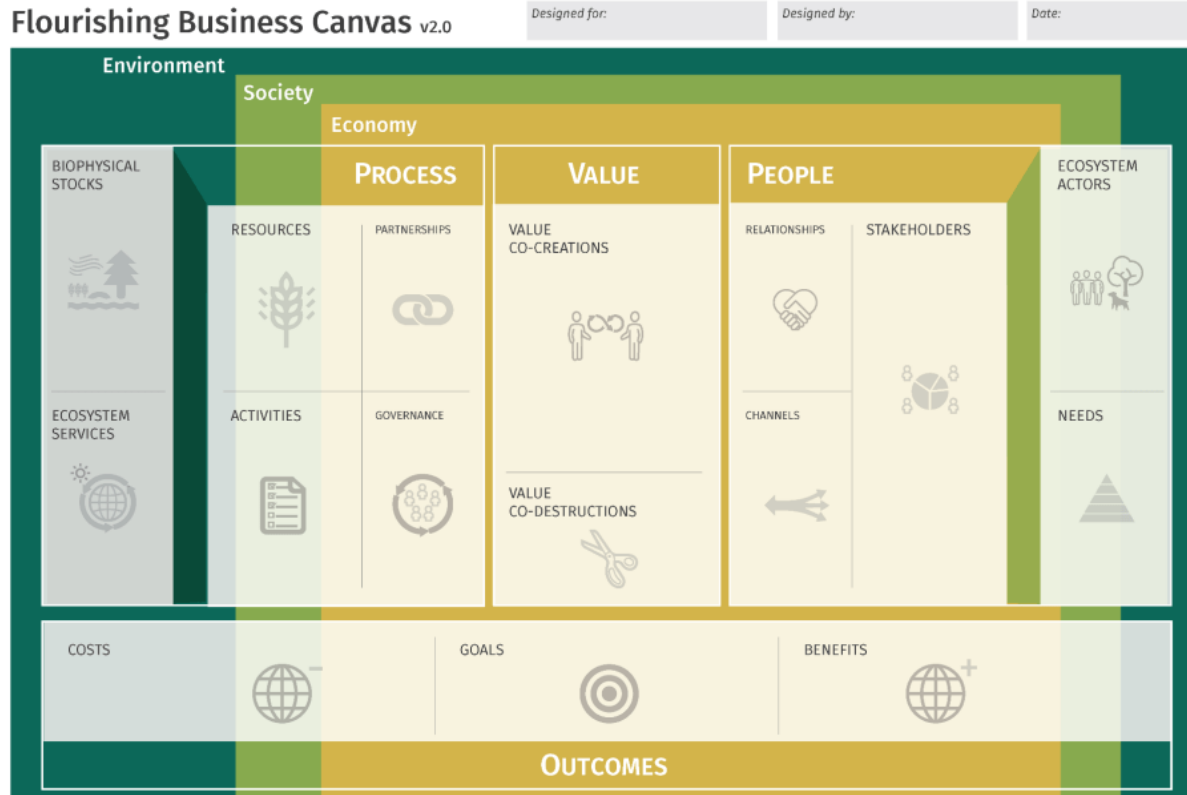 Flourishing Business Canvas v2.0
Designed for:
Designed by:
Date:
Environment
Society
Economy
BIOPHYSICAL
STOCKS
PROCESS
VALUE
PEOPLE
ECOSYSTEM
ACTORS
RESOURCES
PARTNERSHIPS
VALUE
CO-CREATIONS
RELATIONSHIPS
STAKEHOLDERS
ECOSYSTEM
SERVICES
ACTIVITIES
GOVERNANCE
CHANNELS
NEEDS
VALUE
CO-DESTRUCTIONS
COSTS
GOALS
BENEFITS
OUTCOMES